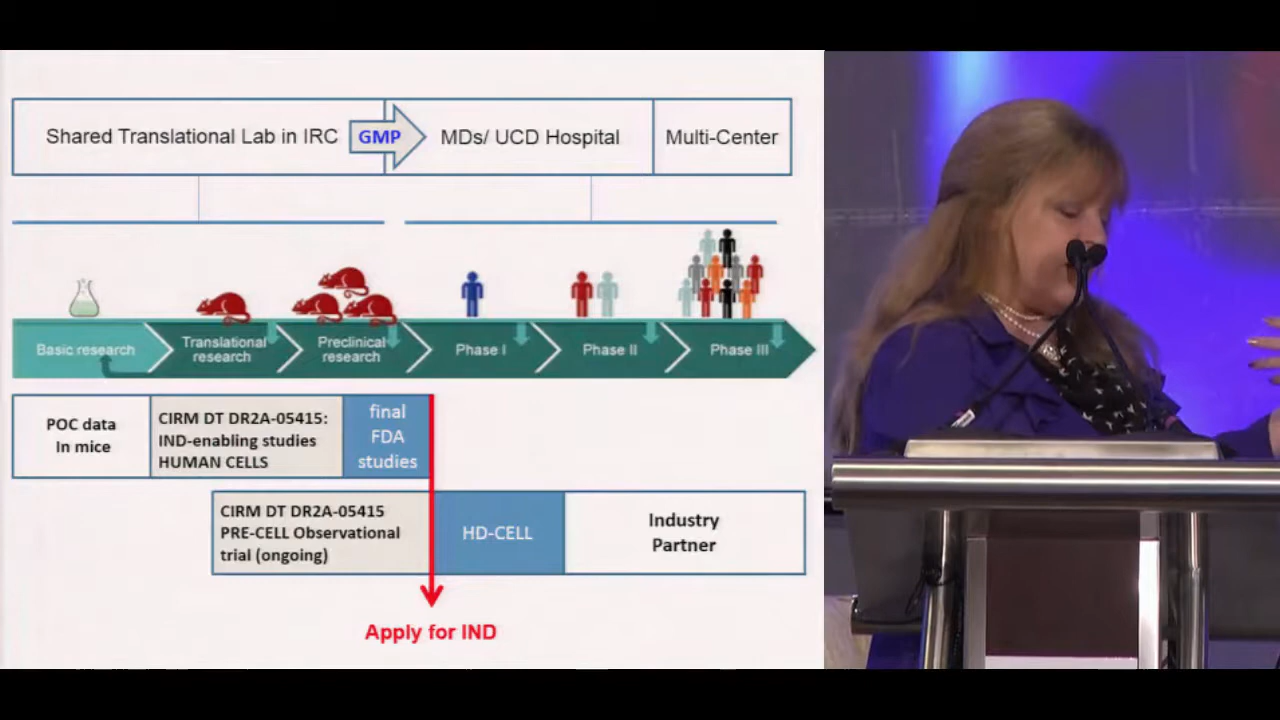 Shared Translational Lab in IRC
GMP
MDs/ UCD Hospital
Multi-Center
Basic research
Translational
research
Preclinical
research
Phase I
Phase II
Phase III
POC data
In mice
CIRM DT DR2A-05415:
IND-enabling studies
HUMAN CELLS
final
FDA
studies
CIRM DT DR2A-05415
PRE-CELL Observational
trial (ongoing)
HD-CELL
Industry
Partner
Apply for IND